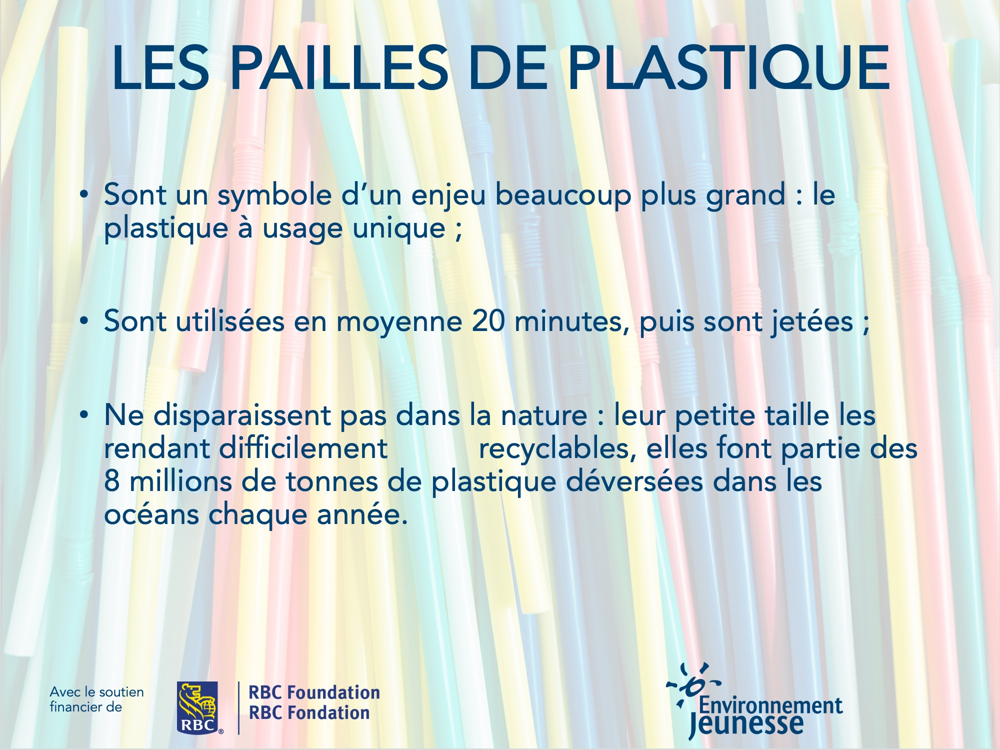 LES PAILLES DE PLASTIQUE
• Sont un symbole d’un enjeu beaucoup plus grand : le
plastique à usage unique ;
• Sont utilisées en moyenne 20 minutes, puis sont jetées ;
• Ne disparaissent pas dans la nature : leur petite taille les
rendant difficilement recyclables, elles font partie des
8 millions de tonnes de plastique déversées dans les
océans chaque année.
Avec le soutien
financier de
RBC®
RBC Foundation
RBC Fondation
Environnement
Jeunesse